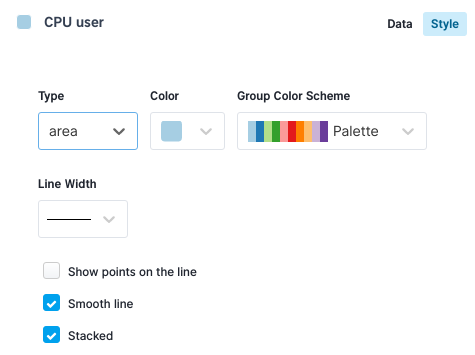 CPU user
Data
Style
Type
Color
Group Color Scheme
area
Palette
Line Width
Show points on the line
Smooth line
Stacked